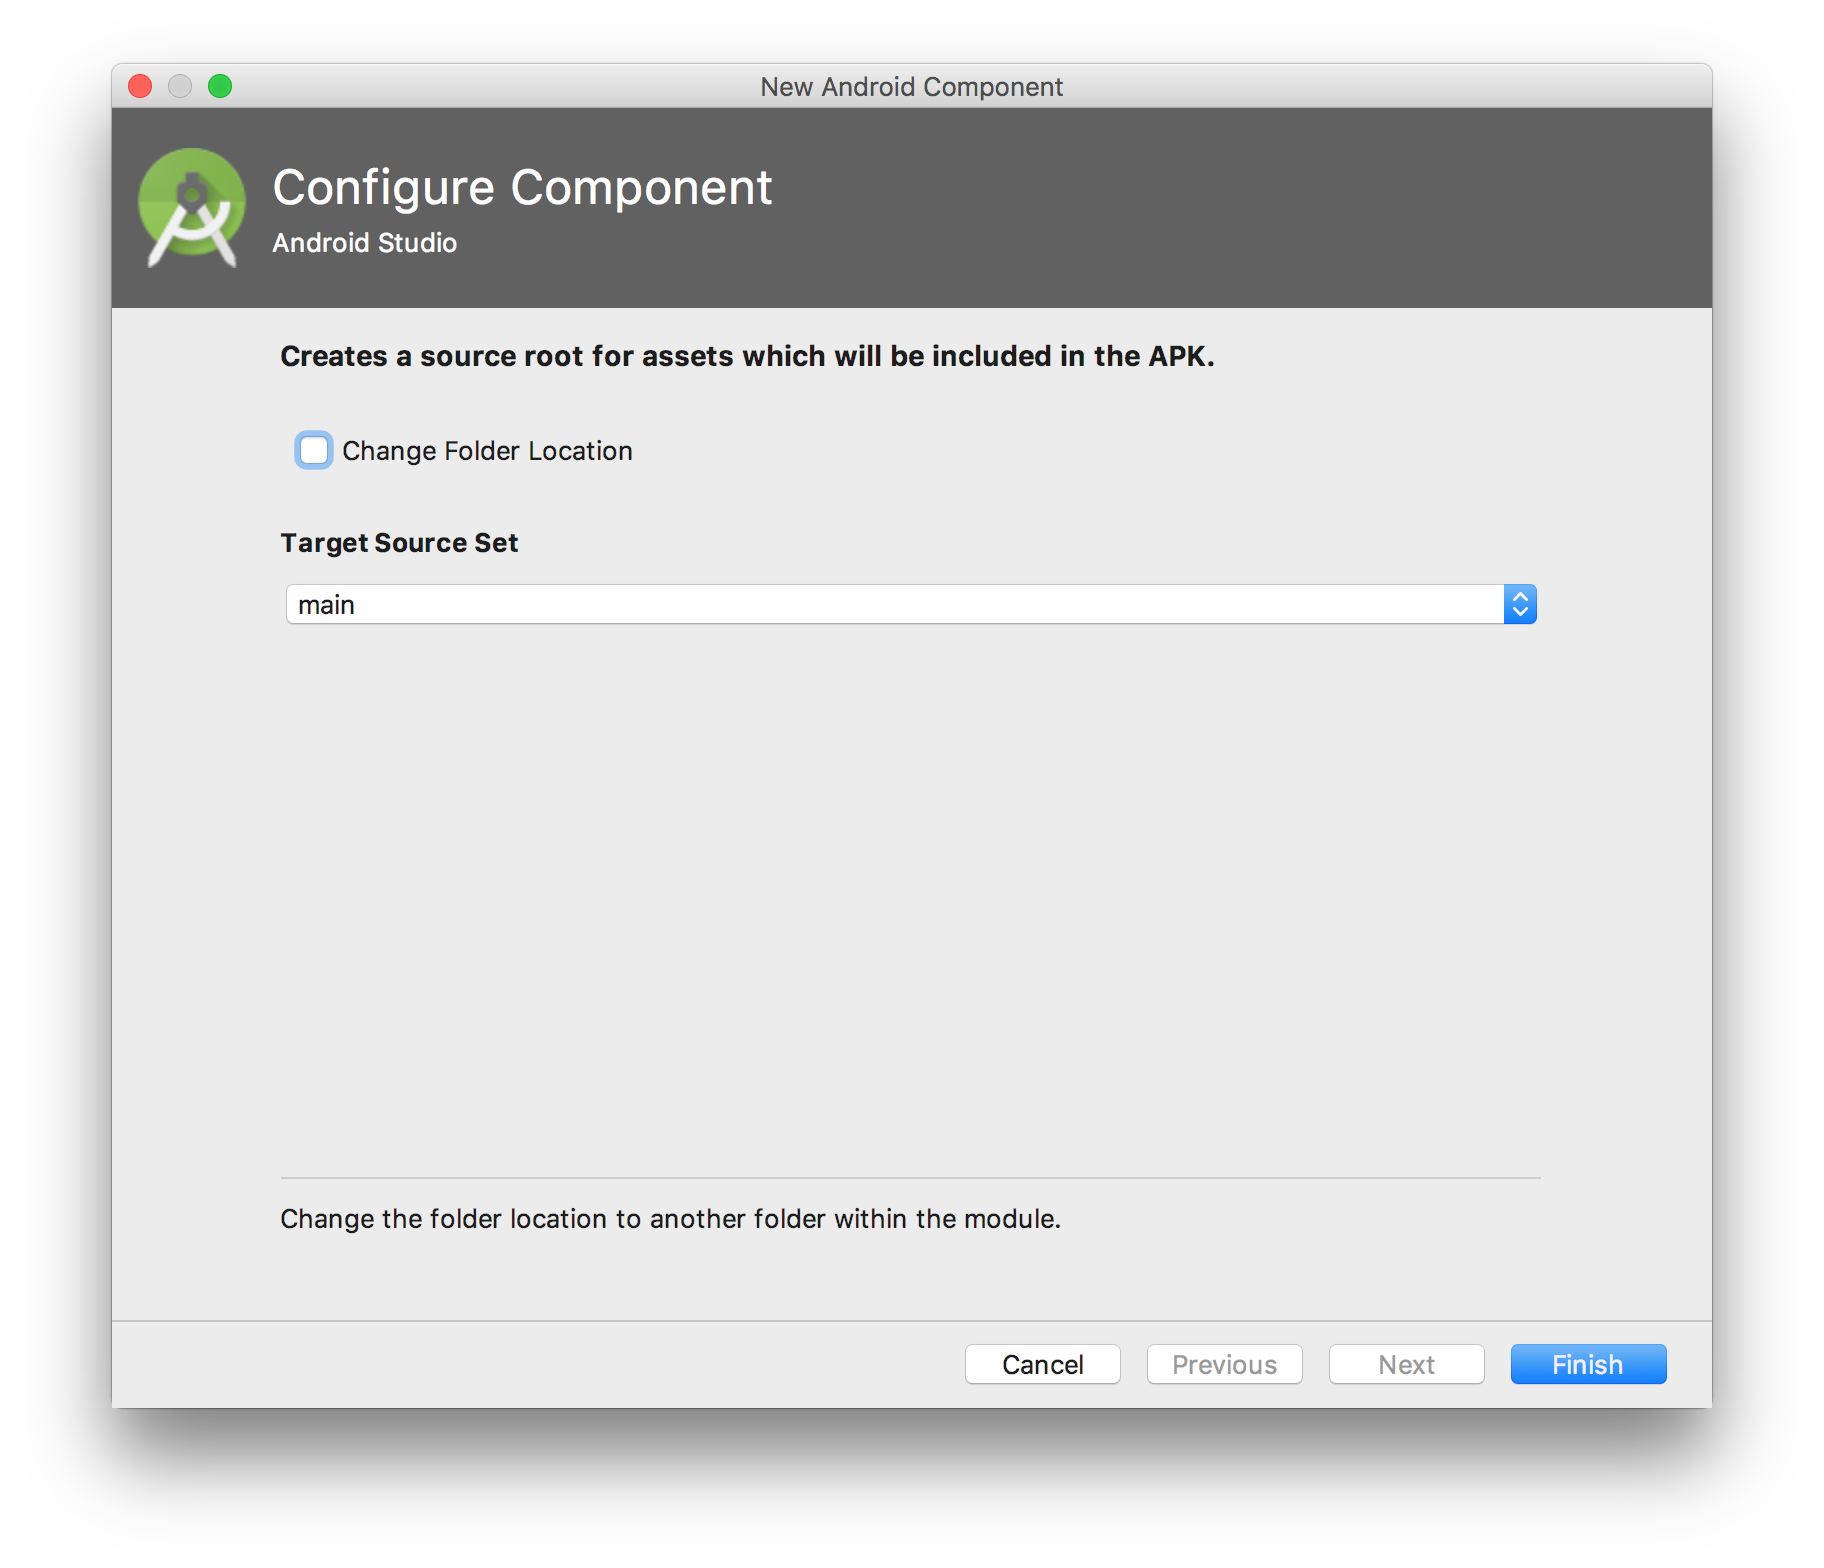 New Android Component
Configure Component
Android Studio
Creates a source root for assets which will be included in the APK.
Change Folder Location
Target Source Set
main
Change the folder location to another folder within the module.
Cancel
Previous
Next
Finish